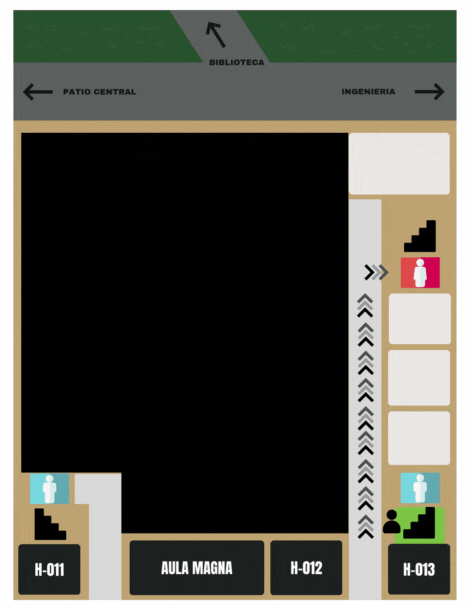 BIBLIOTECA
PATIO CENTRAL
INGENIERIA
H-011
AULA MAGNA
H-012
H-013